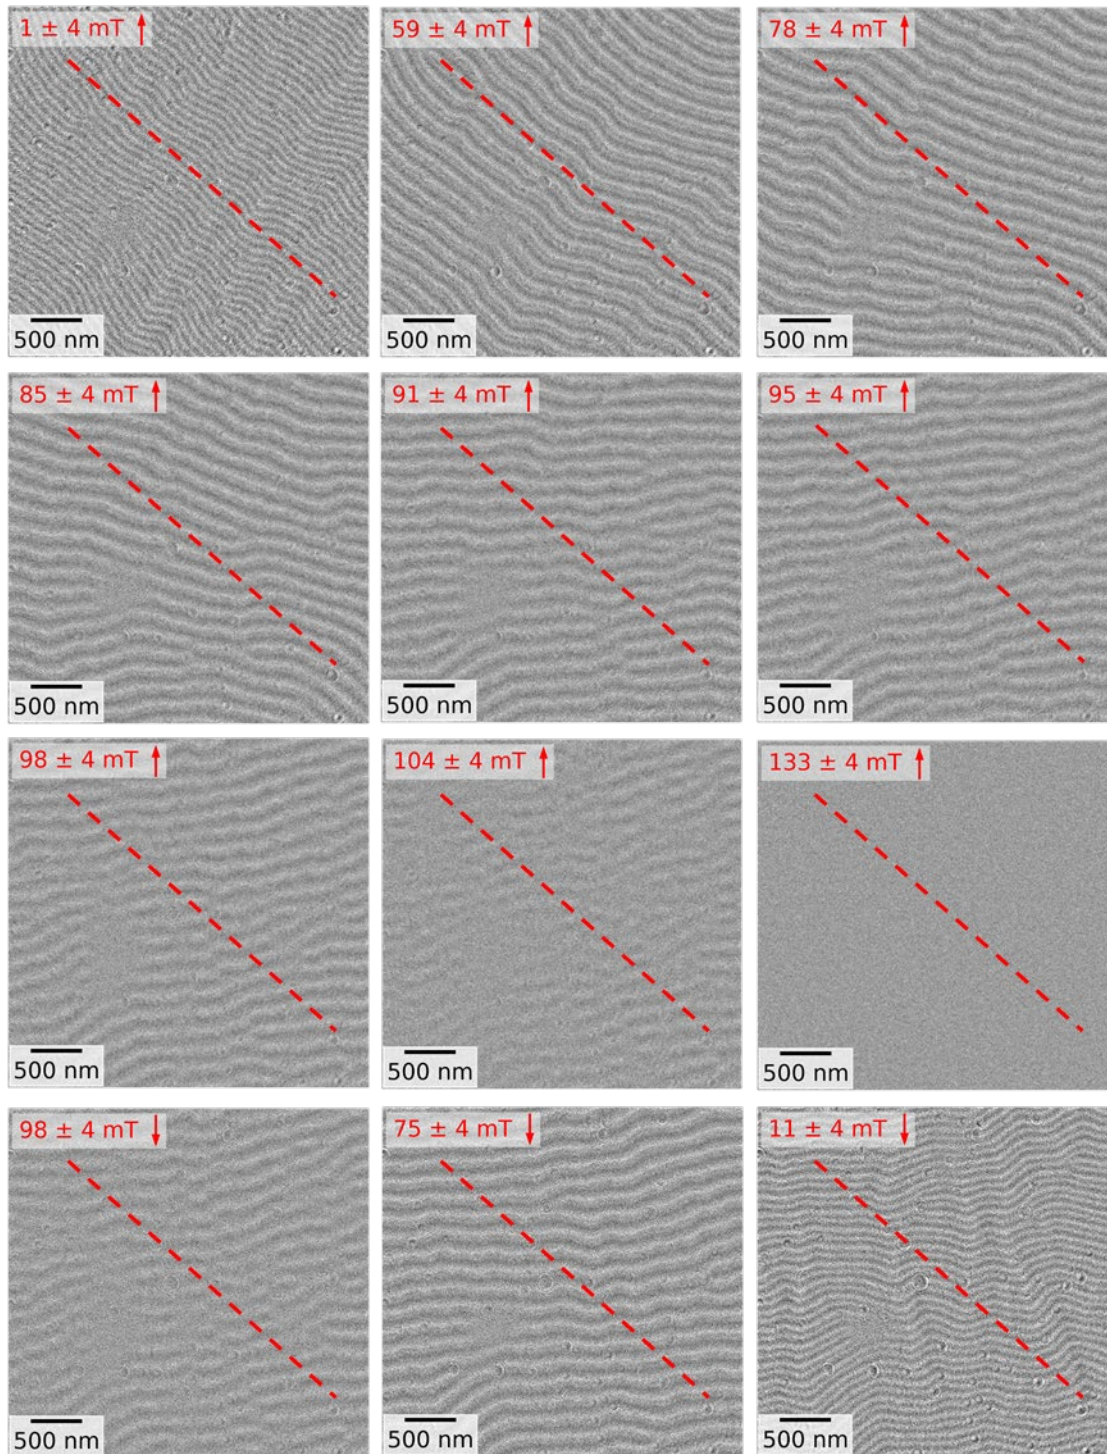 1 ± 4 mT ↑
59 ± 4 mT ↑
78 ± 4 mT ↑
500 nm
500 nm
500 nm
85 ± 4 mT ↑
91 ± 4 mT ↑
95 ± 4 mT ↑
500 nm
500 nm
500 nm
98 ± 4 mT ↑
104 ± 4 mT ↑
133 ± 4 mT ↑
500 nm
500 nm
500 nm
98 ± 4 mT ↓
75 ± 4 mT ↓
11 ± 4 mT ↓
500 nm
500 nm
500 nm